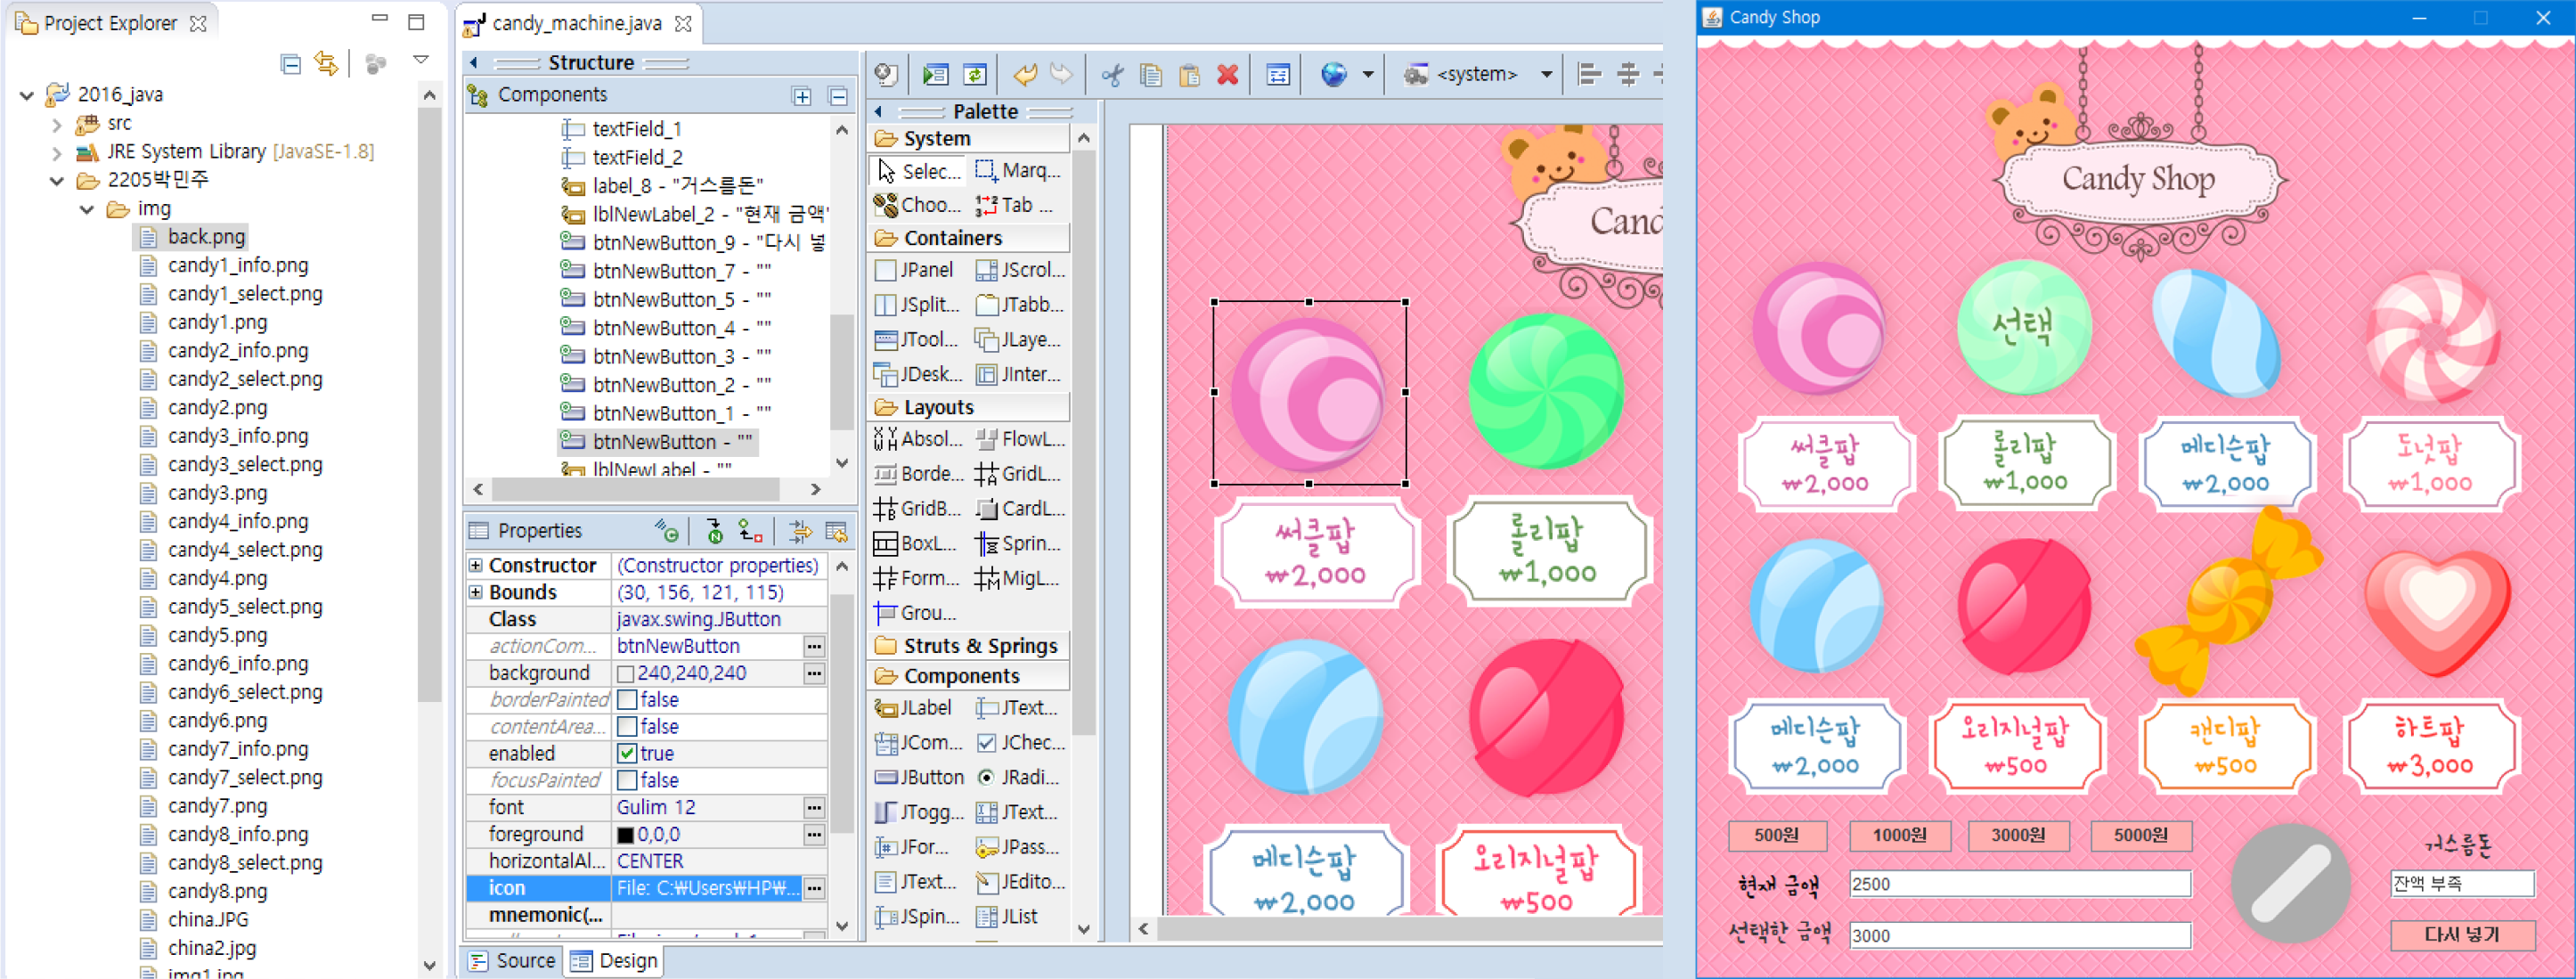 Project Explorer
2016_java
src
JRE System Library [JavaSE-1.8]
2205박민주
img
back.png
candy1_info.png
candy1_select.png
candy1.png
candy2_info.png
candy2_select.png
candy2.png
candy3_info.png
candy3_select.png
candy3.png
candy4_info.png
candy4_select.png
candy4.png
candy5_select.png
candy5.png
candy6_info.png
candy6_select.png
candy6.png
candy7_info.png
candy7_select.png
candy7.png
candy8_info.png
candy8_select.png
candy8.png
china.JPG
china2.jpg
img1.jpg
candy_machine.java
Structure
Components
textField_1
textField_2
label_8 - "거스름돈"
lblNewLabel_2 - "현재 금액"
btnNewButton_9 - "다시 넣
btnNewButton_7 - ""
btnNewButton_5 - ""
btnNewButton_4 - ""
btnNewButton_3 - ""
btnNewButton_2 - ""
btnNewButton_1 - ""
btnNewButton - ""
lblNewLabel - ""
Properties
Constructor (Constructor properties)
Bounds (30, 156, 121, 115)
Class javax.swing.JButton
actionCom... btnNewButton ...
background 240,240,240 ...
borderPainted false
contentArea... false
enabled true
focusPainted false
font Gulim 12 ...
foreground 0,0,0 ...
horizontalAl... CENTER
icon File: C:₩Users₩HP₩... ...
mnemonic(...
Source Design
<system>
Palette
System
Selec... Marq...
Choo... Tab ...
Containers
JPanel JScrol...
JSplit... JTabb...
JTool... JLaye...
JDesk... JInter...
Layouts
Absol... FlowL...
Borde... GridL...
GridB... CardL...
BoxL... Sprin...
Form... MigL...
Grou...
Struts & Springs
Components
JLabel JText...
JCom... JChec...
JButton JRadi...
JTogg... JText...
JFor... JPass...
JText... JEdito...
JSpin... JList
Cand
써클팝
₩2,000
롤리팝
₩1,000
메디슨팝
₩2,000
오리지널팝
₩500
Candy Shop
Candy Shop
선택
써클팝
₩2,000
롤리팝
₩1,000
메디슨팝
₩2,000
도넛팝
₩1,000
메디슨팝
₩2,000
오리지널팝
₩500
캔디팝
₩500
하트팝
₩3,000
500원 1000원 3000원 5000원
거스름돈
현재 금액 2500
잔액 부족
선택한 금액 3000
다시 넣기